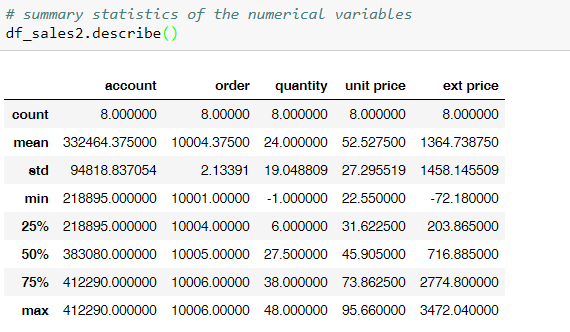 # summary statistics of the numerical variables
df_sales2.describe()
account order quantity unit price ext price
count 8.000000 8.00000 8.000000 8.000000 8.000000
mean 332464.375000 10004.37500 24.000000 52.527500 1364.738750
std 94818.837054 2.13391 19.048809 27.295519 1458.145509
min 218895.000000 10001.00000 -1.000000 22.550000 -72.180000
25% 218895.000000 10004.00000 6.000000 31.622500 203.865000
50% 383080.000000 10005.00000 27.500000 45.905000 716.885000
75% 412290.000000 10006.00000 38.000000 73.862500 2774.800000
max 412290.000000 10006.00000 48.000000 95.660000 3472.040000